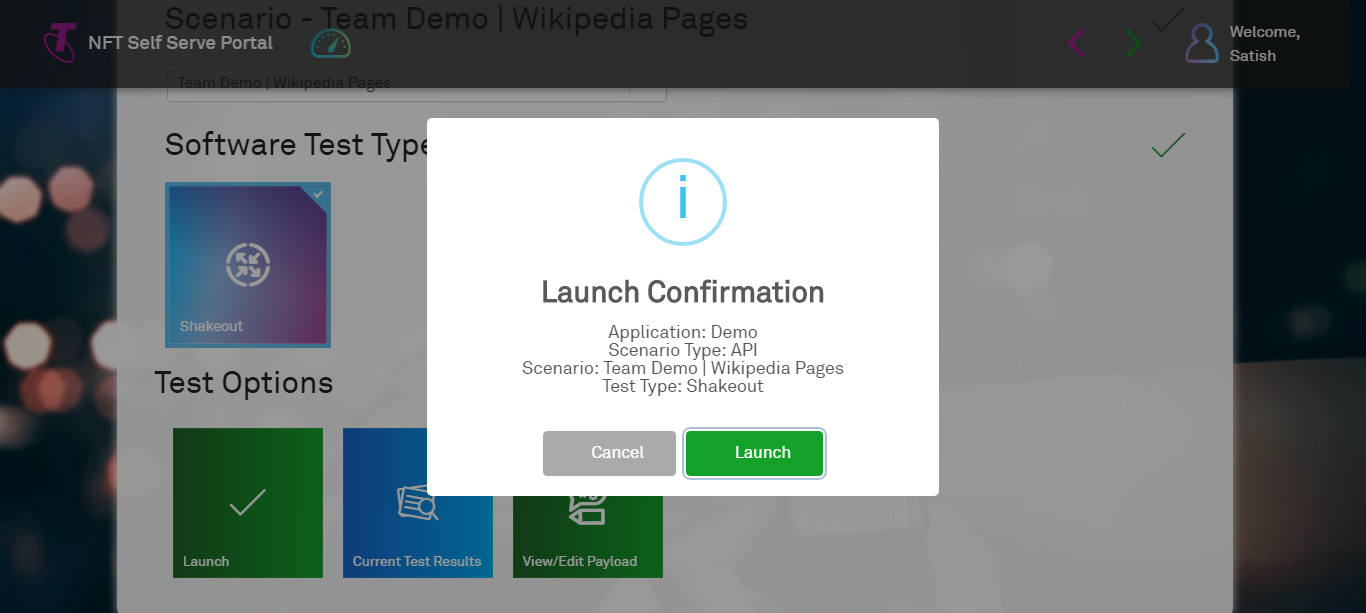 Scenario - Team Demo | Wikipedia Pages
NFT Self Serve Portal
Welcome,
Satish
Team Demo | Wikipedia Pages
Software Test Type
Shakeout
i
Launch Confirmation
Application: Demo
Scenario Type: API
Scenario: Team Demo | Wikipedia Pages
Test Type: Shakeout
Cancel
Launch
Test Options
Launch
Current Test Results
View/Edit Payload